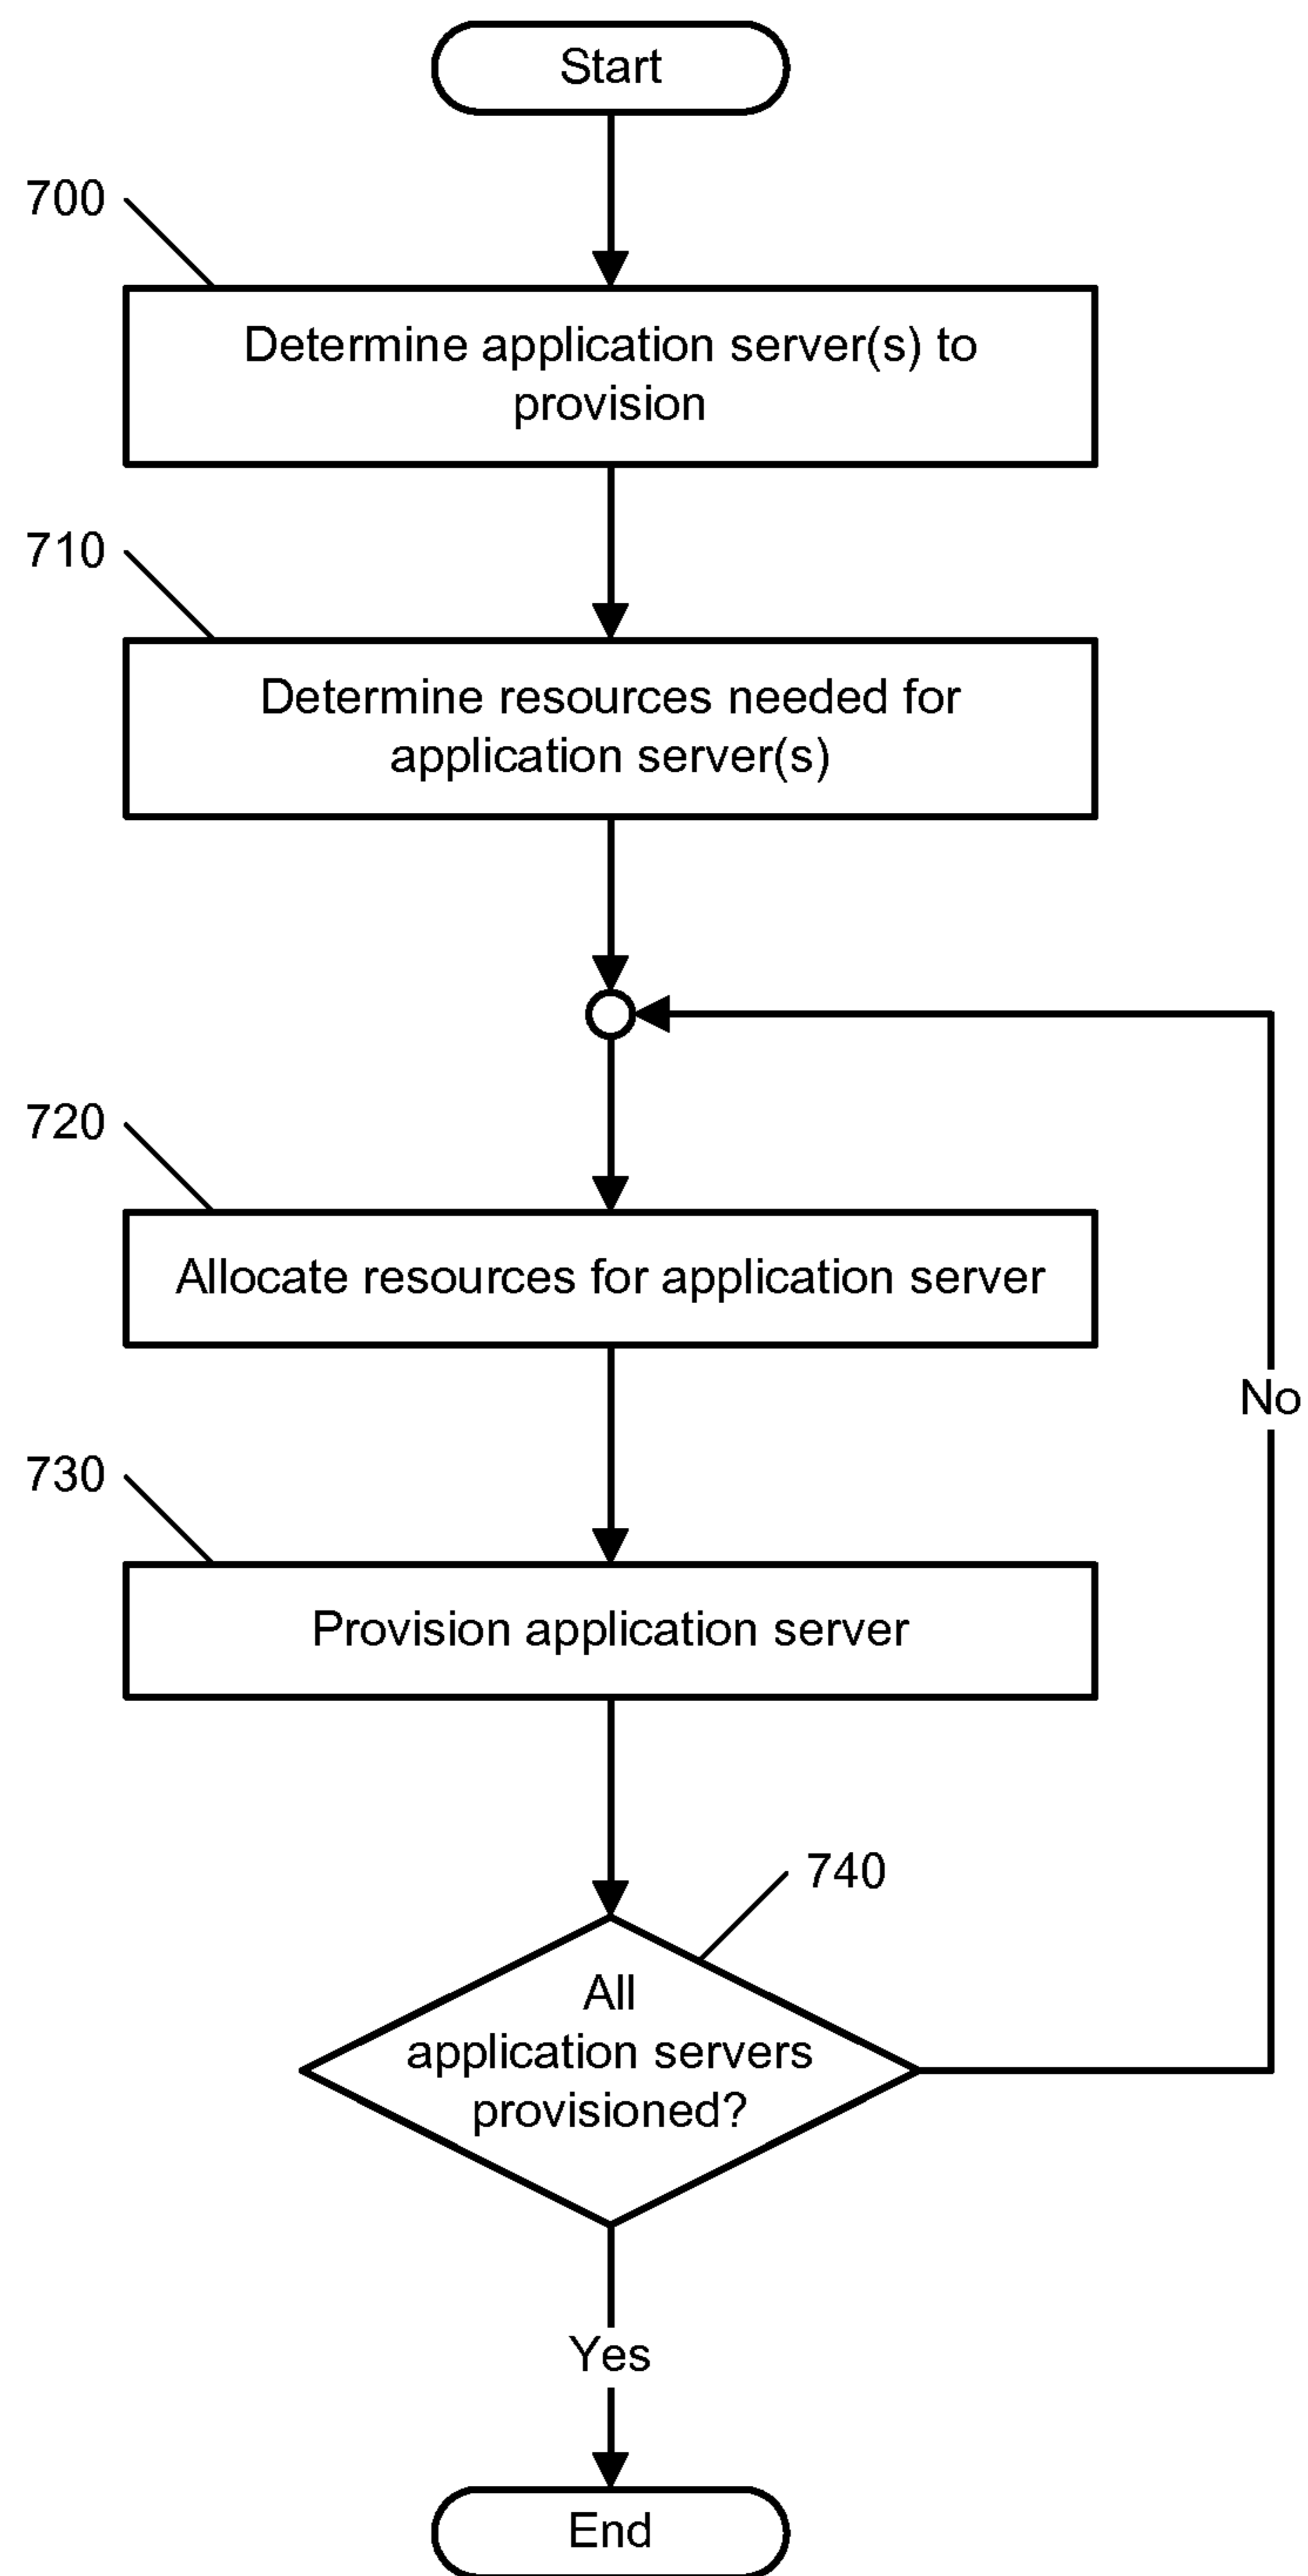 Start
700
Determine application server(s) to
provision
710
Determine resources needed for
application server(s)
720
Allocate resources for application server
No
730
Provision application server
740
All
application servers
provisioned?
Yes
End